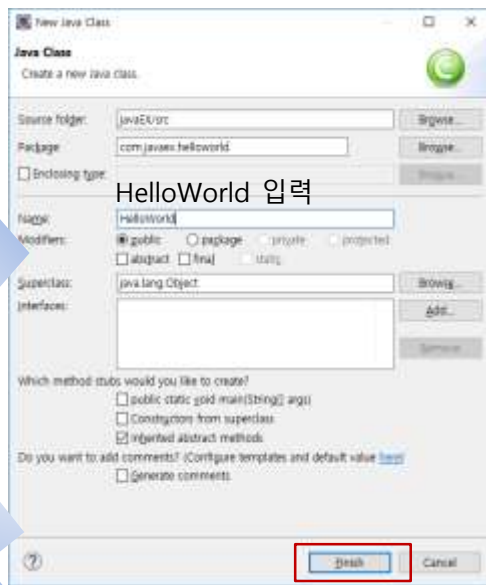 New Java Class
Java Class
Create a new Java class.
Source folder: javaEX/src Browse...
Package: com.javaex.helloworld Browse...
Enclosing type: Browse...
HelloWorld 입력
Name: HelloWorld
Modifiers: public package private protected
abstract final static
Superclass: java.lang.Object Browse...
Interfaces: Add...
Remove
Which method stubs would you like to create?
public static void main(String[] args)
Constructors from superclass
Inherited abstract methods
Do you want to add comments? (Configure templates and default value here)
Generate comments
? Finish Cancel